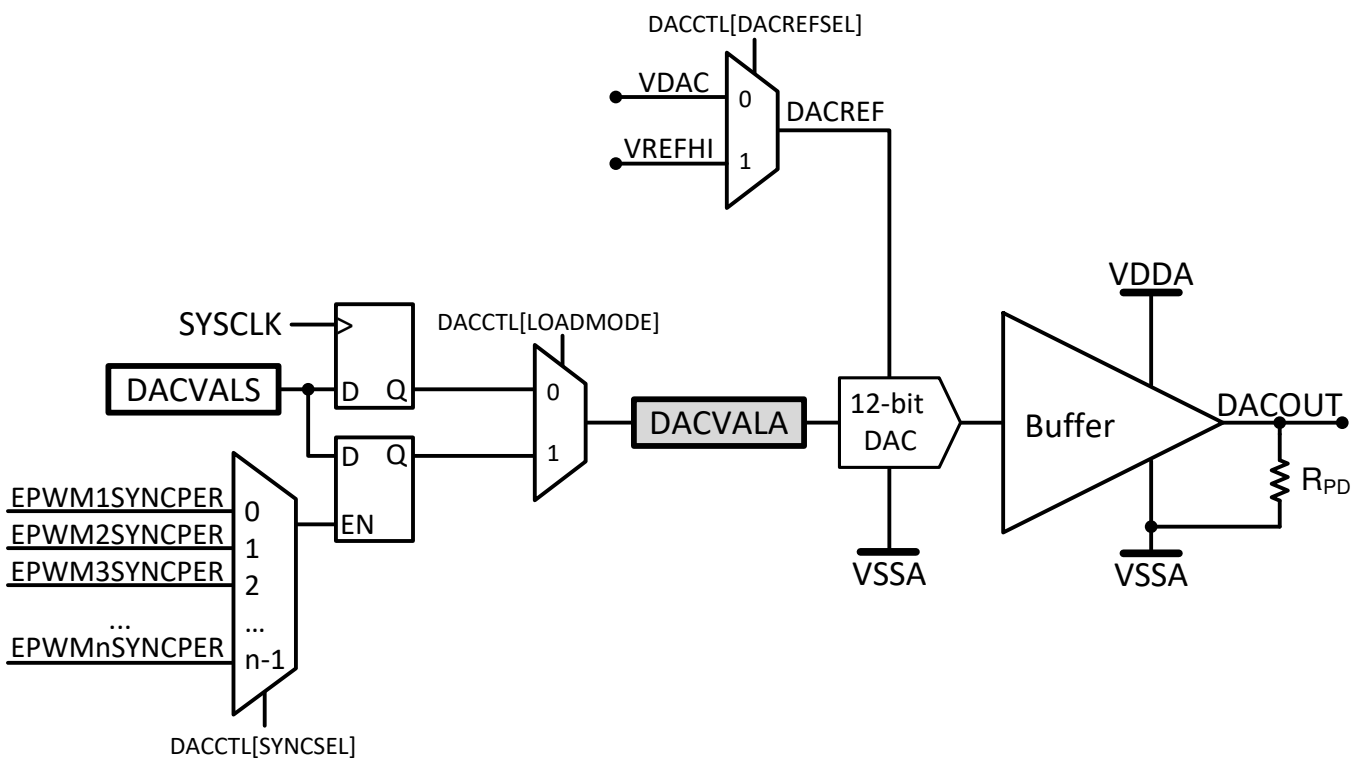 DACCTL[DACREFSEL]
VDAC
0
DACREF
VREFHI
1
VDDA
SYSCLK
DACCTL[LOADMODE]
DACVALS
D
Q
0
DACVALA
12-bit
DAC
Buffer
DACOUT
D
Q
1
RPD
EPWM1SYNCPER
0
EN
EPWM2SYNCPER
1
EPWM3SYNCPER
2
VSSA
VSSA
...
...
EPWMnSYNCPER
n-1
DACCTL[SYNCSEL]